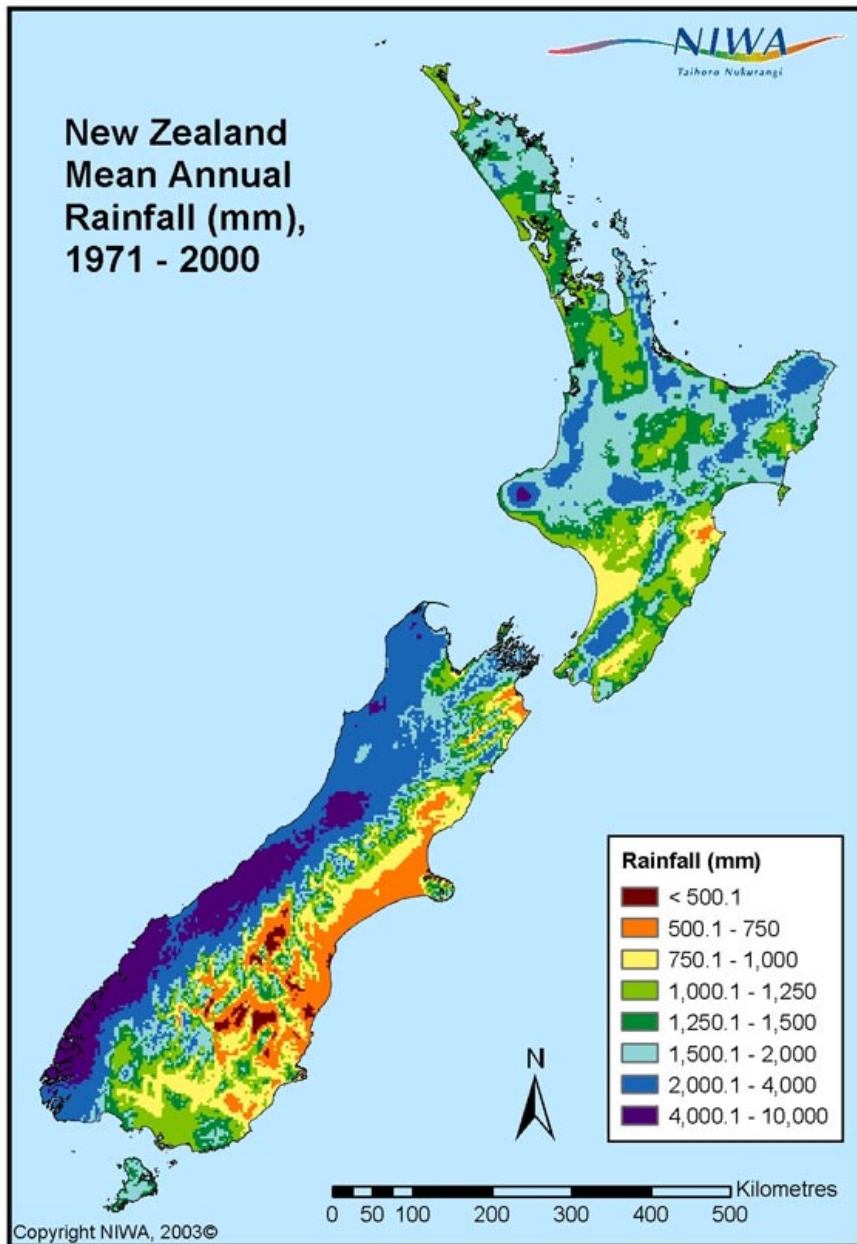 NIWA
Taihoro Nukurangi
New Zealand
Mean Annual
Rainfall (mm),
1971 - 2000
Rainfall (mm)
< 500.1
500.1 - 750
750.1 - 1,000
1,000.1 - 1,250
1,250.1 - 1,500
1,500.1 - 2,000
2,000.1 - 4,000
4,000.1 - 10,000
N
Kilometres
0 50 100 200 300 400 500
Copyright NIWA, 2003©